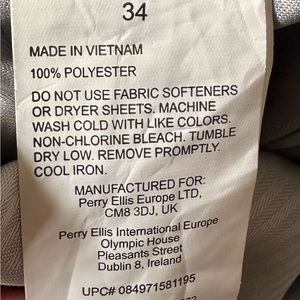 34
MADE IN VIETNAM
100% POLYESTER
DO NOT USE FABRIC SOFTENERS
OR DRYER SHEETS. MACHINE
WASH COLD WITH LIKE COLORS.
NON-CHLORINE BLEACH. TUMBLE
DRY LOW. REMOVE PROMPTLY.
COOL IRON.
MANUFACTURED FOR:
Perry Ellis Europe LTD,
CM8 3DJ, UK
Perry Ellis International Europe
Olympic House
Pleasants Street
Dublin 8, Ireland
UPC# 084971581195